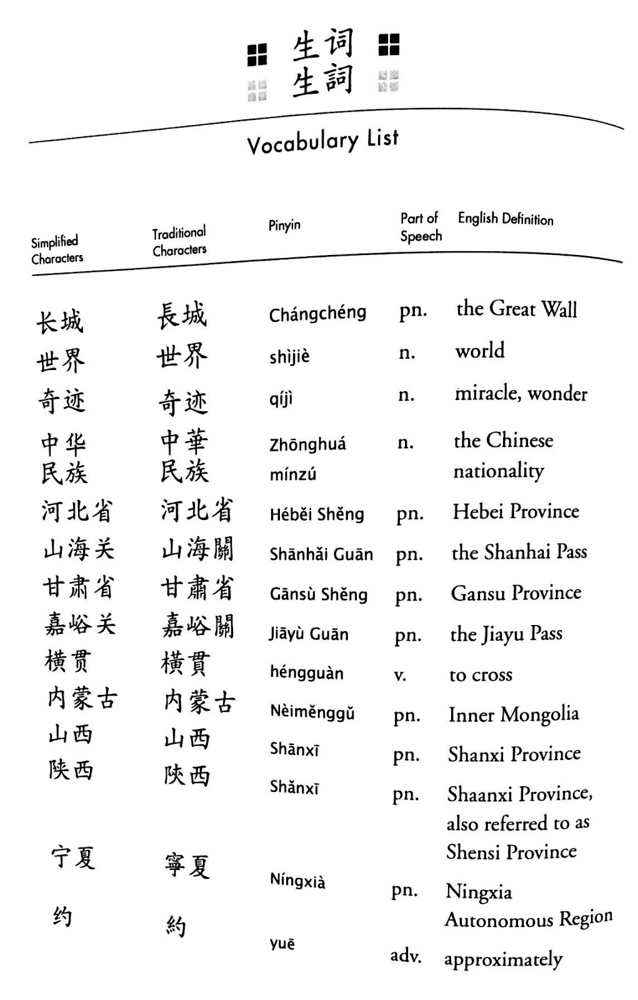 生词
生詞
Vocabulary List
Simplified Characters Traditional Characters Pinyin Part of Speech English Definition
长城 長城 Chángchéng pn. the Great Wall
世界 世界 shìjiè n. world
奇迹 奇迹 qíjì n. miracle, wonder
中华 中華 Zhōnghuá n. the Chinese
民族 民族 mínzú nationality
河北省 河北省 Héběi Shěng pn. Hebei Province
山海关 山海關 Shānhǎi Guān pn. the Shanhai Pass
甘肃省 甘肅省 Gānsù Shěng pn. Gansu Province
嘉峪关 嘉峪關 Jiāyù Guān pn. the Jiayu Pass
横贯 橫貫 héngguàn v. to cross
内蒙古 内蒙古 Nèiměnggǔ pn. Inner Mongolia
山西 山西 Shānxī pn. Shanxi Province
陕西 陝西 Shǎnxī pn. Shaanxi Province,
also referred to as
Shensi Province
宁夏 寧夏 Níngxià pn. Ningxia
Autonomous Region
约 約 yuē adv. approximately